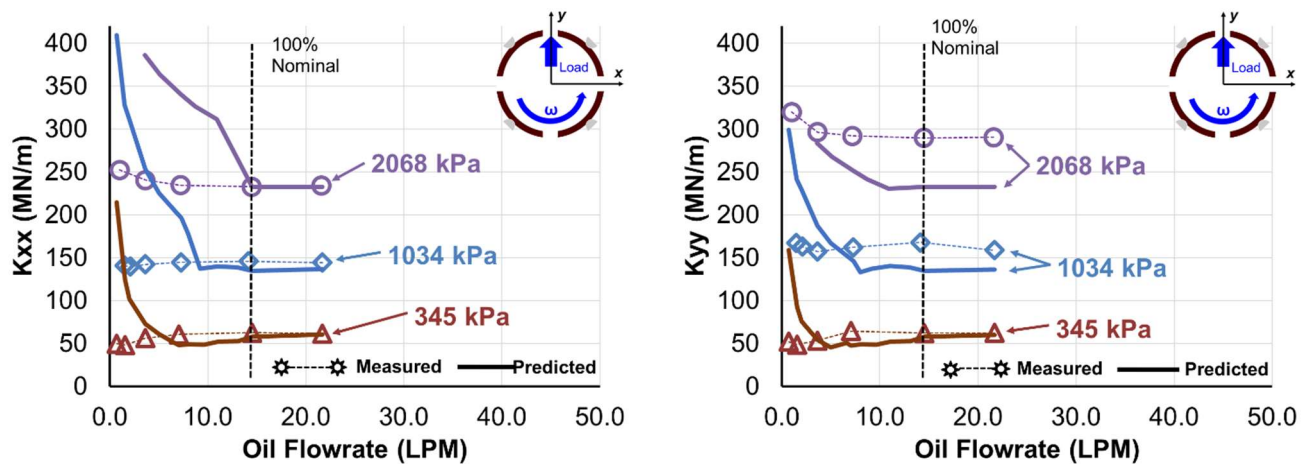 400
350
300
250
200
150
100
50
0
Kxx (MN/m)
100%
Nominal
y
x
Load
ω
2068 kPa
1034 kPa
345 kPa
Measured
Predicted
0.0 10.0 20.0 30.0 40.0 50.0
Oil Flowrate (LPM)
400
350
300
250
200
150
100
50
0
Kyy (MN/m)
100%
Nominal
y
x
Load
ω
2068 kPa
1034 kPa
345 kPa
Measured
Predicted
0.0 10.0 20.0 30.0 40.0 50.0
Oil Flowrate (LPM)